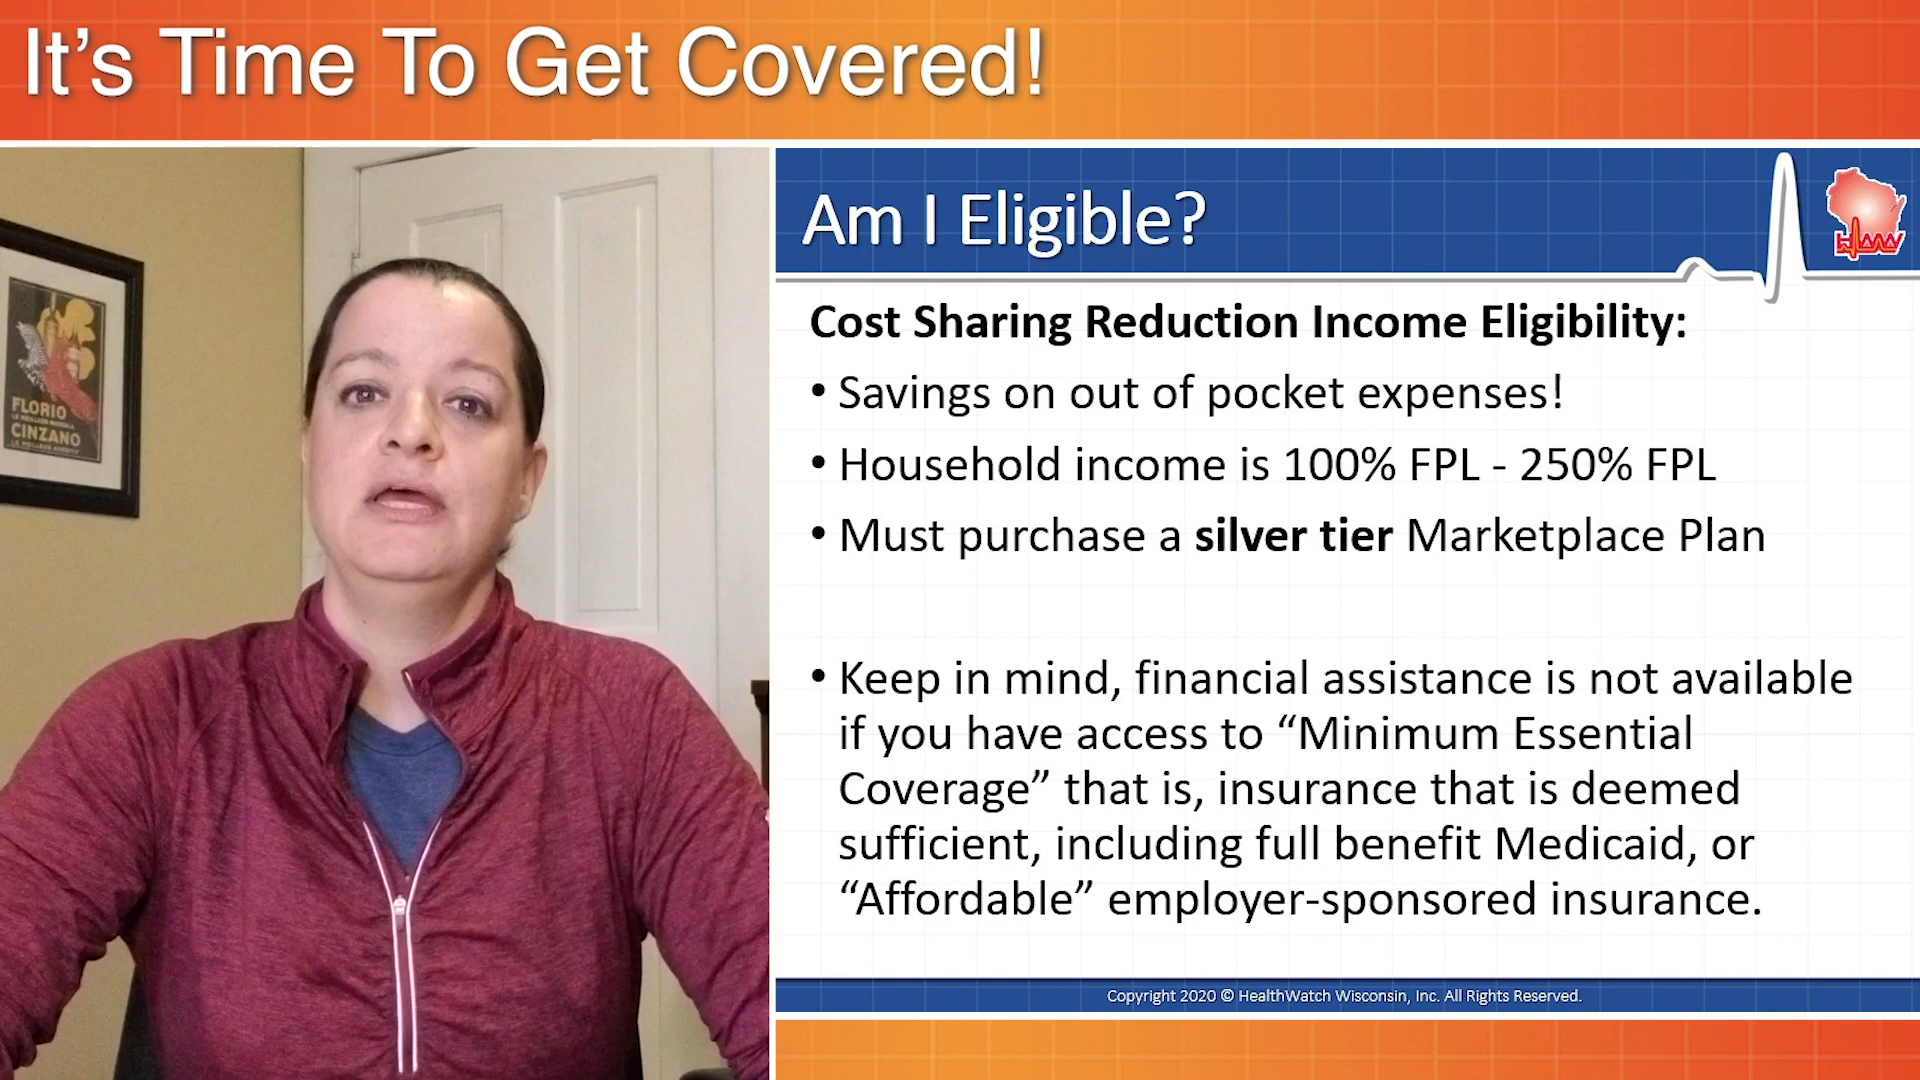 It's Time To Get Covered!
FLORIO
CINZANO
Am I Eligible?
Cost Sharing Reduction Income Eligibility:
• Savings on out of pocket expenses!
• Household income is 100% FPL - 250% FPL
• Must purchase a silver tier Marketplace Plan
• Keep in mind, financial assistance is not available
if you have access to “Minimum Essential
Coverage” that is, insurance that is deemed
sufficient, including full benefit Medicaid, or
“Affordable” employer-sponsored insurance.
Copyright 2020 © HealthWatch Wisconsin, Inc. All Rights Reserved.